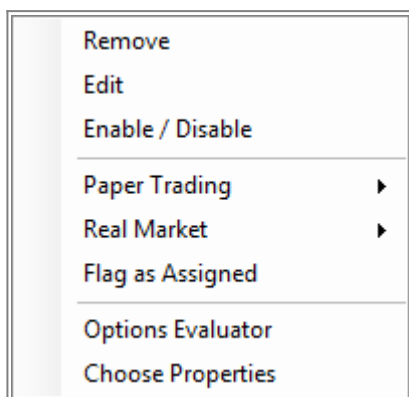 Remove
Edit
Enable / Disable
Paper Trading
Real Market
Flag as Assigned
Options Evaluator
Choose Properties